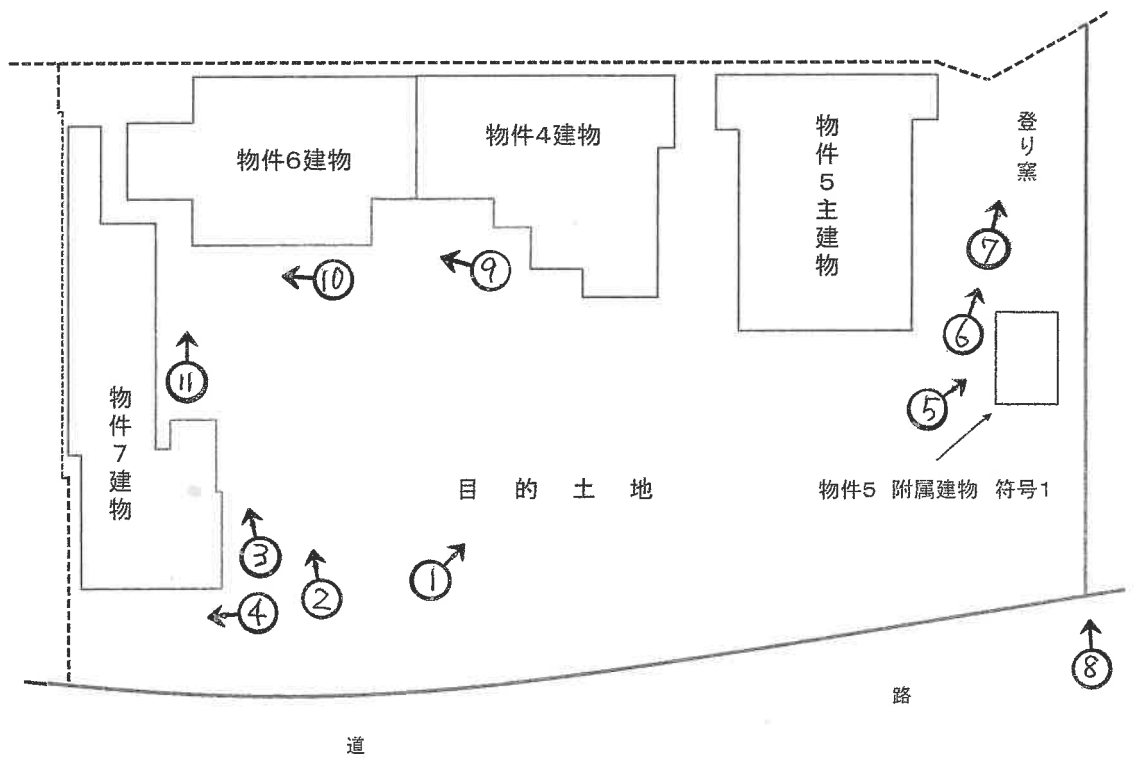 物件6建物
物件4建物
物件5主建物
登り窯
⑦
⑨
⑩
⑥
⑪
⑤
物件7建物
目的土地
物件5 附属建物 符号1
③
②
①
④
⑧
道路